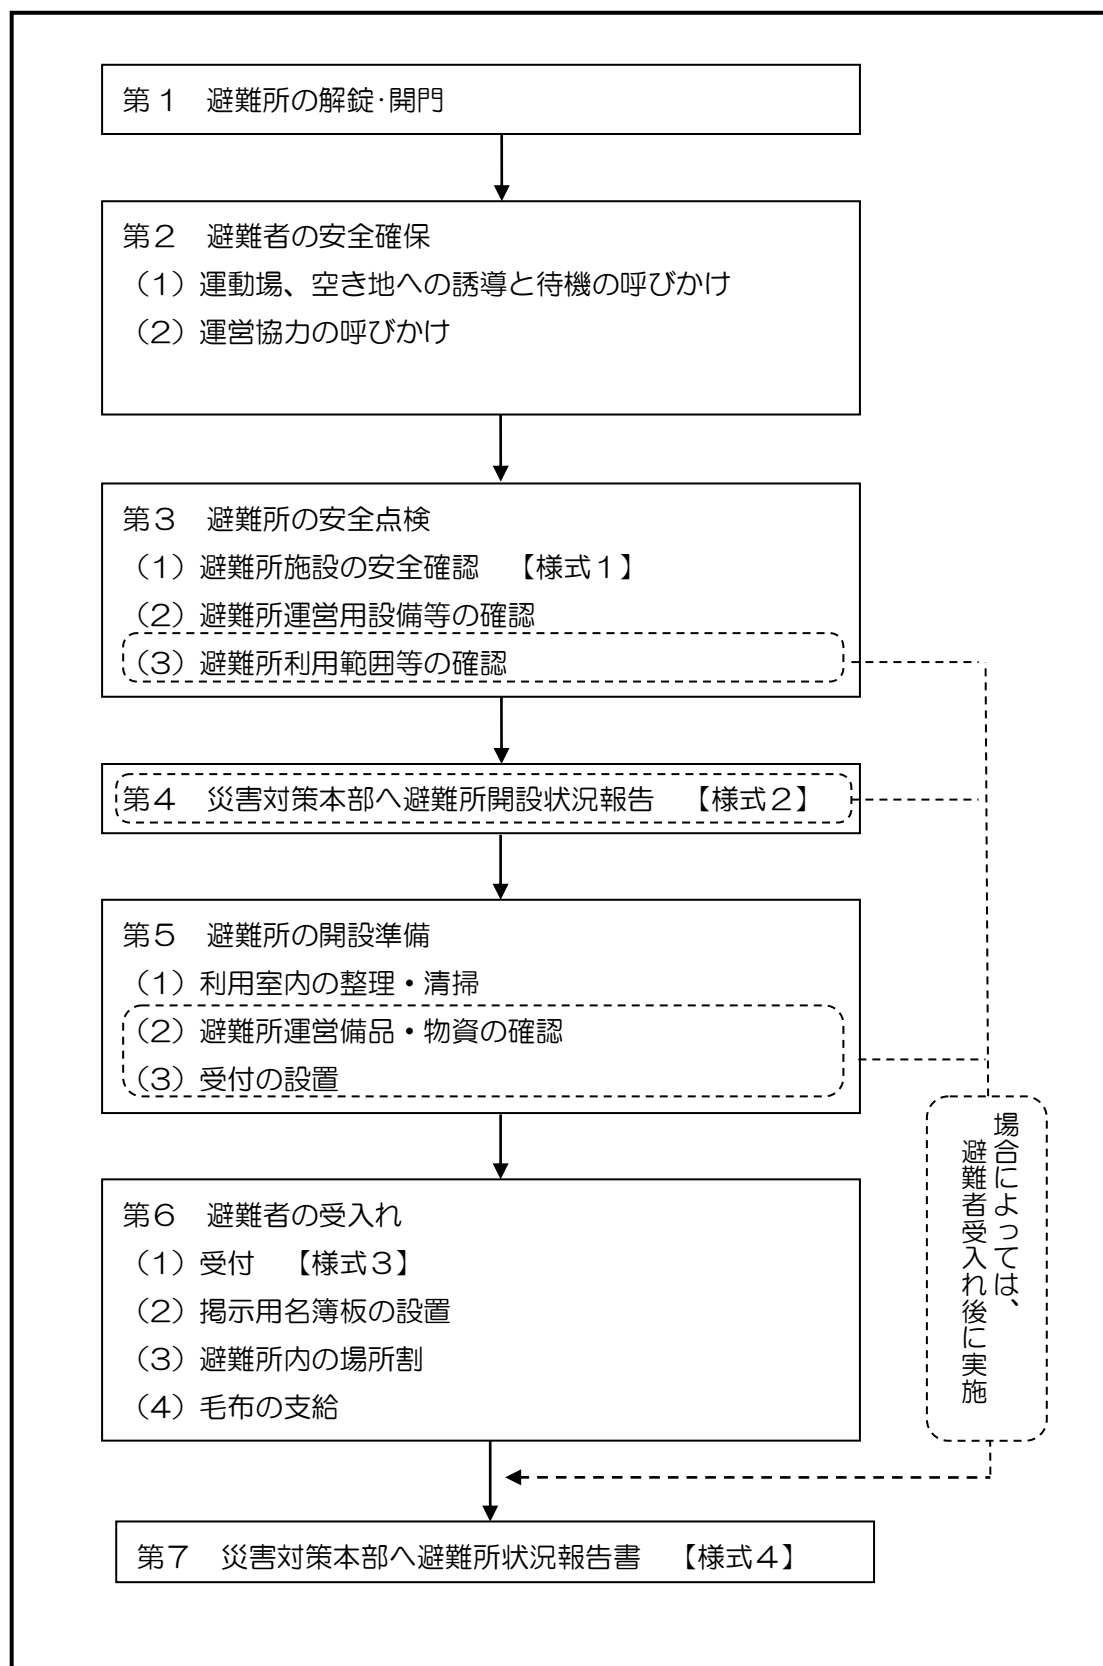 第１　避難所の解錠･開門
第２　避難者の安全確保
（１）運動場、空き地への誘導と待機の呼びかけ
（２）運営協力の呼びかけ
第３　避難所の安全点検
（１）避難所施設の安全確認　【様式１】
（２）避難所運営用設備等の確認
（３）避難所利用範囲等の確認
第４　災害対策本部へ避難所開設状況報告　【様式２】
第５　避難所の開設準備
（１）利用室内の整理・清掃
（２）避難所運営備品・物資の確認
（３）受付の設置
場合によっては、
避難者受入れ後に実施
第６　避難者の受入れ
（１）受付　【様式３】
（２）掲示用名簿板の設置
（３）避難所内の場所割
（４）毛布の支給
第７　災害対策本部へ避難所状況報告書　【様式４】